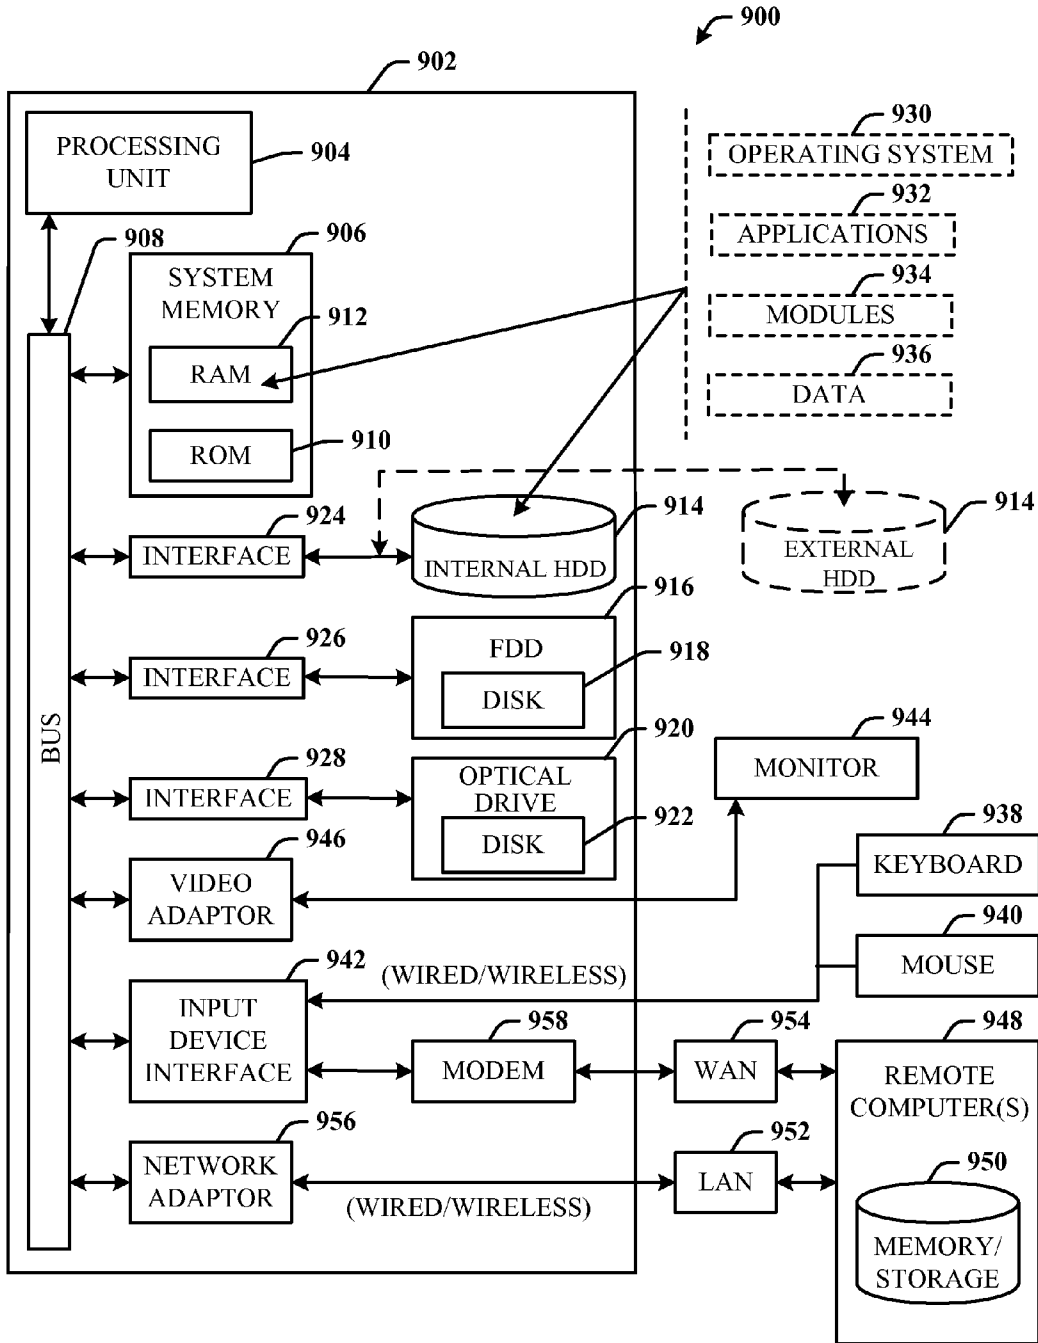 900
902
PROCESSING
UNIT
904
908
906
SYSTEM
MEMORY
912
RAM
910
ROM
930
OPERATING SYSTEM
932
APPLICATIONS
934
MODULES
936
DATA
924
INTERFACE
914
INTERNAL HDD
914
EXTERNAL
HDD
916
FDD
926
INTERFACE
918
DISK
BUS
920
OPTICAL
DRIVE
928
INTERFACE
922
DISK
944
MONITOR
946
VIDEO
ADAPTOR
938
KEYBOARD
940
MOUSE
942
INPUT
DEVICE
INTERFACE
(WIRED/WIRELESS)
958
MODEM
954
WAN
948
REMOTE
COMPUTER(S)
956
NETWORK
ADAPTOR
(WIRED/WIRELESS)
952
LAN
950
MEMORY/
STORAGE